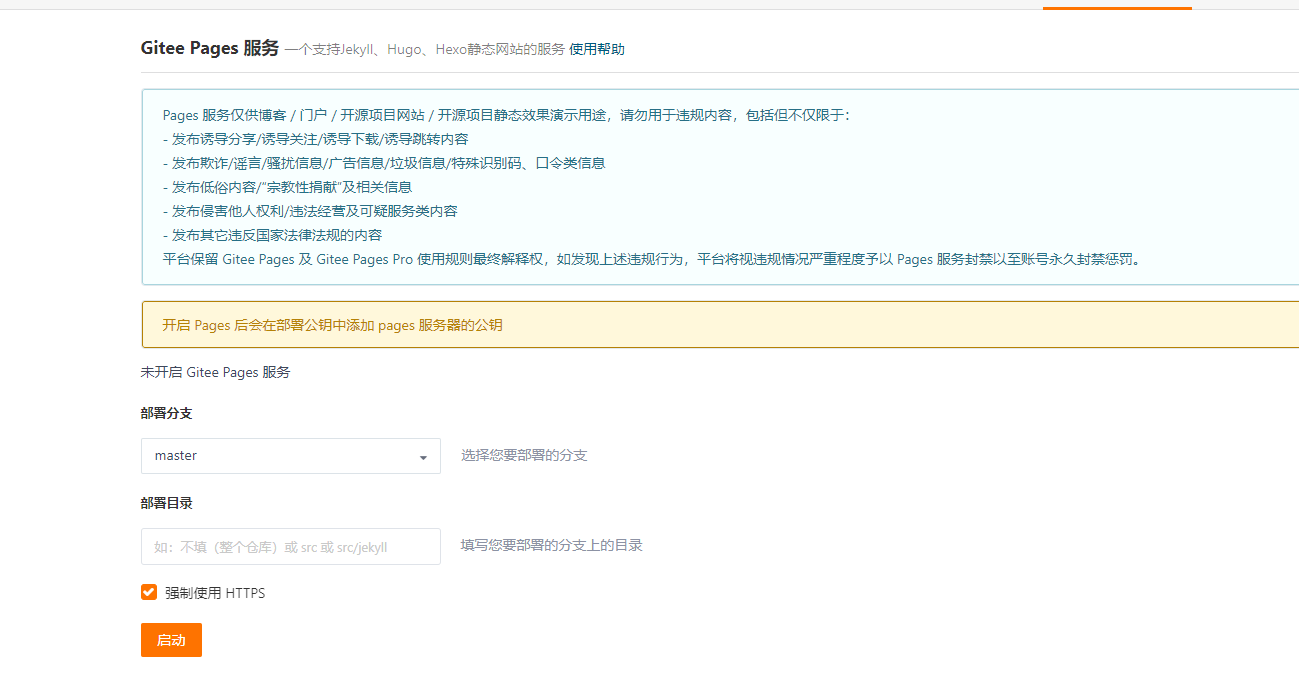 Gitee Pages 服务 一个支持Jekyll、Hugo、Hexo静态网站的服务 使用帮助
Pages 服务仅供博客 / 门户 / 开源项目网站 / 开源项目静态效果演示用途，请勿用于违规内容，包括但不仅限于：
- 发布诱导分享/诱导关注/诱导下载/诱导跳转内容
- 发布欺诈/谣言/骚扰信息/广告信息/垃圾信息/特殊识别码、口令类信息
- 发布低俗内容/“宗教性捐献”及相关信息
- 发布侵害他人权利/违法经营及可疑服务类内容
- 发布其它违反国家法律法规的内容
平台保留 Gitee Pages 及 Gitee Pages Pro 使用规则最终解释权，如发现上述违规行为，平台将视违规情况严重程度予以 Pages 服务封禁以至账号永久封禁惩罚。
开启 Pages 后会在部署公钥中添加 pages 服务器的公钥
未开启 Gitee Pages 服务
部署分支
master 选择您要部署的分支
部署目录
如：不填（整个仓库）或 src 或 src/jekyll 填写您要部署的分支上的目录
强制使用 HTTPS
启动